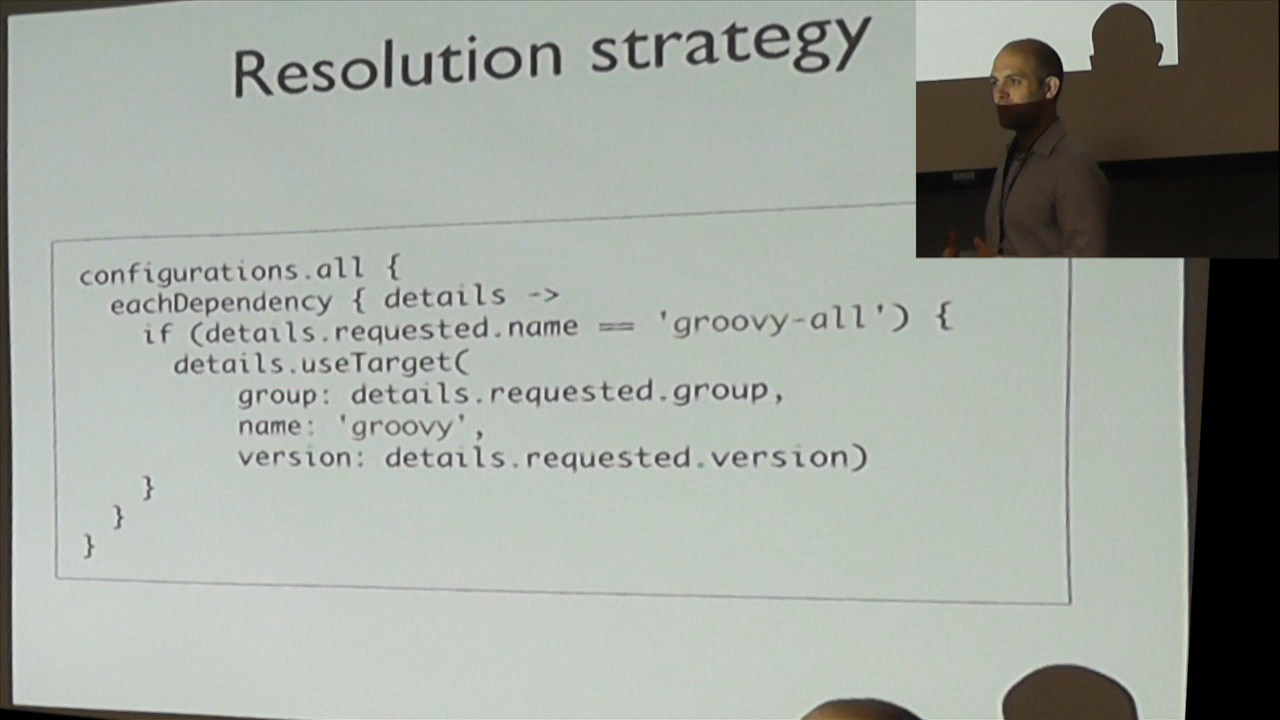 Resolution strategy
configurations.all {
eachDependency { details ->
if (details.requested.name == 'groovy-all') {
details.useTarget(
group: details.requested.group,
name: 'groovy',
version: details.requested.version)
}
}
}